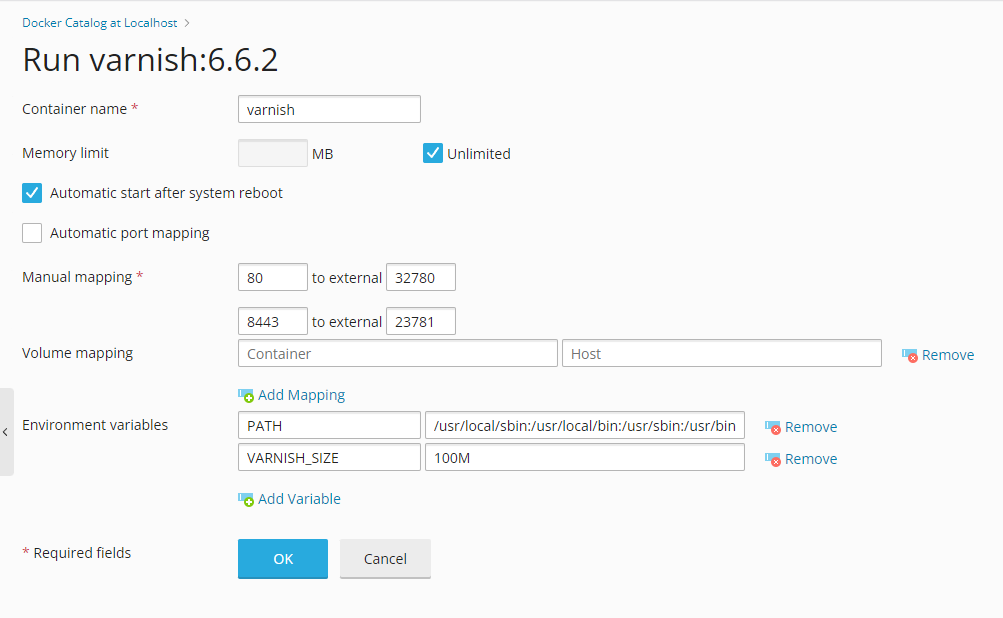 Docker Catalog at Localhost >
Run varnish:6.6.2
Container name * varnish
Memory limit MB Unlimited
Automatic start after system reboot
Automatic port mapping
Manual mapping * 80 to external 32780
8443 to external 23781
Volume mapping Container Host Remove
Add Mapping
Environment variables PATH /usr/local/sbin:/usr/local/bin:/usr/sbin:/usr/bin Remove
VARNISH_SIZE 100M Remove
Add Variable
* Required fields OK Cancel